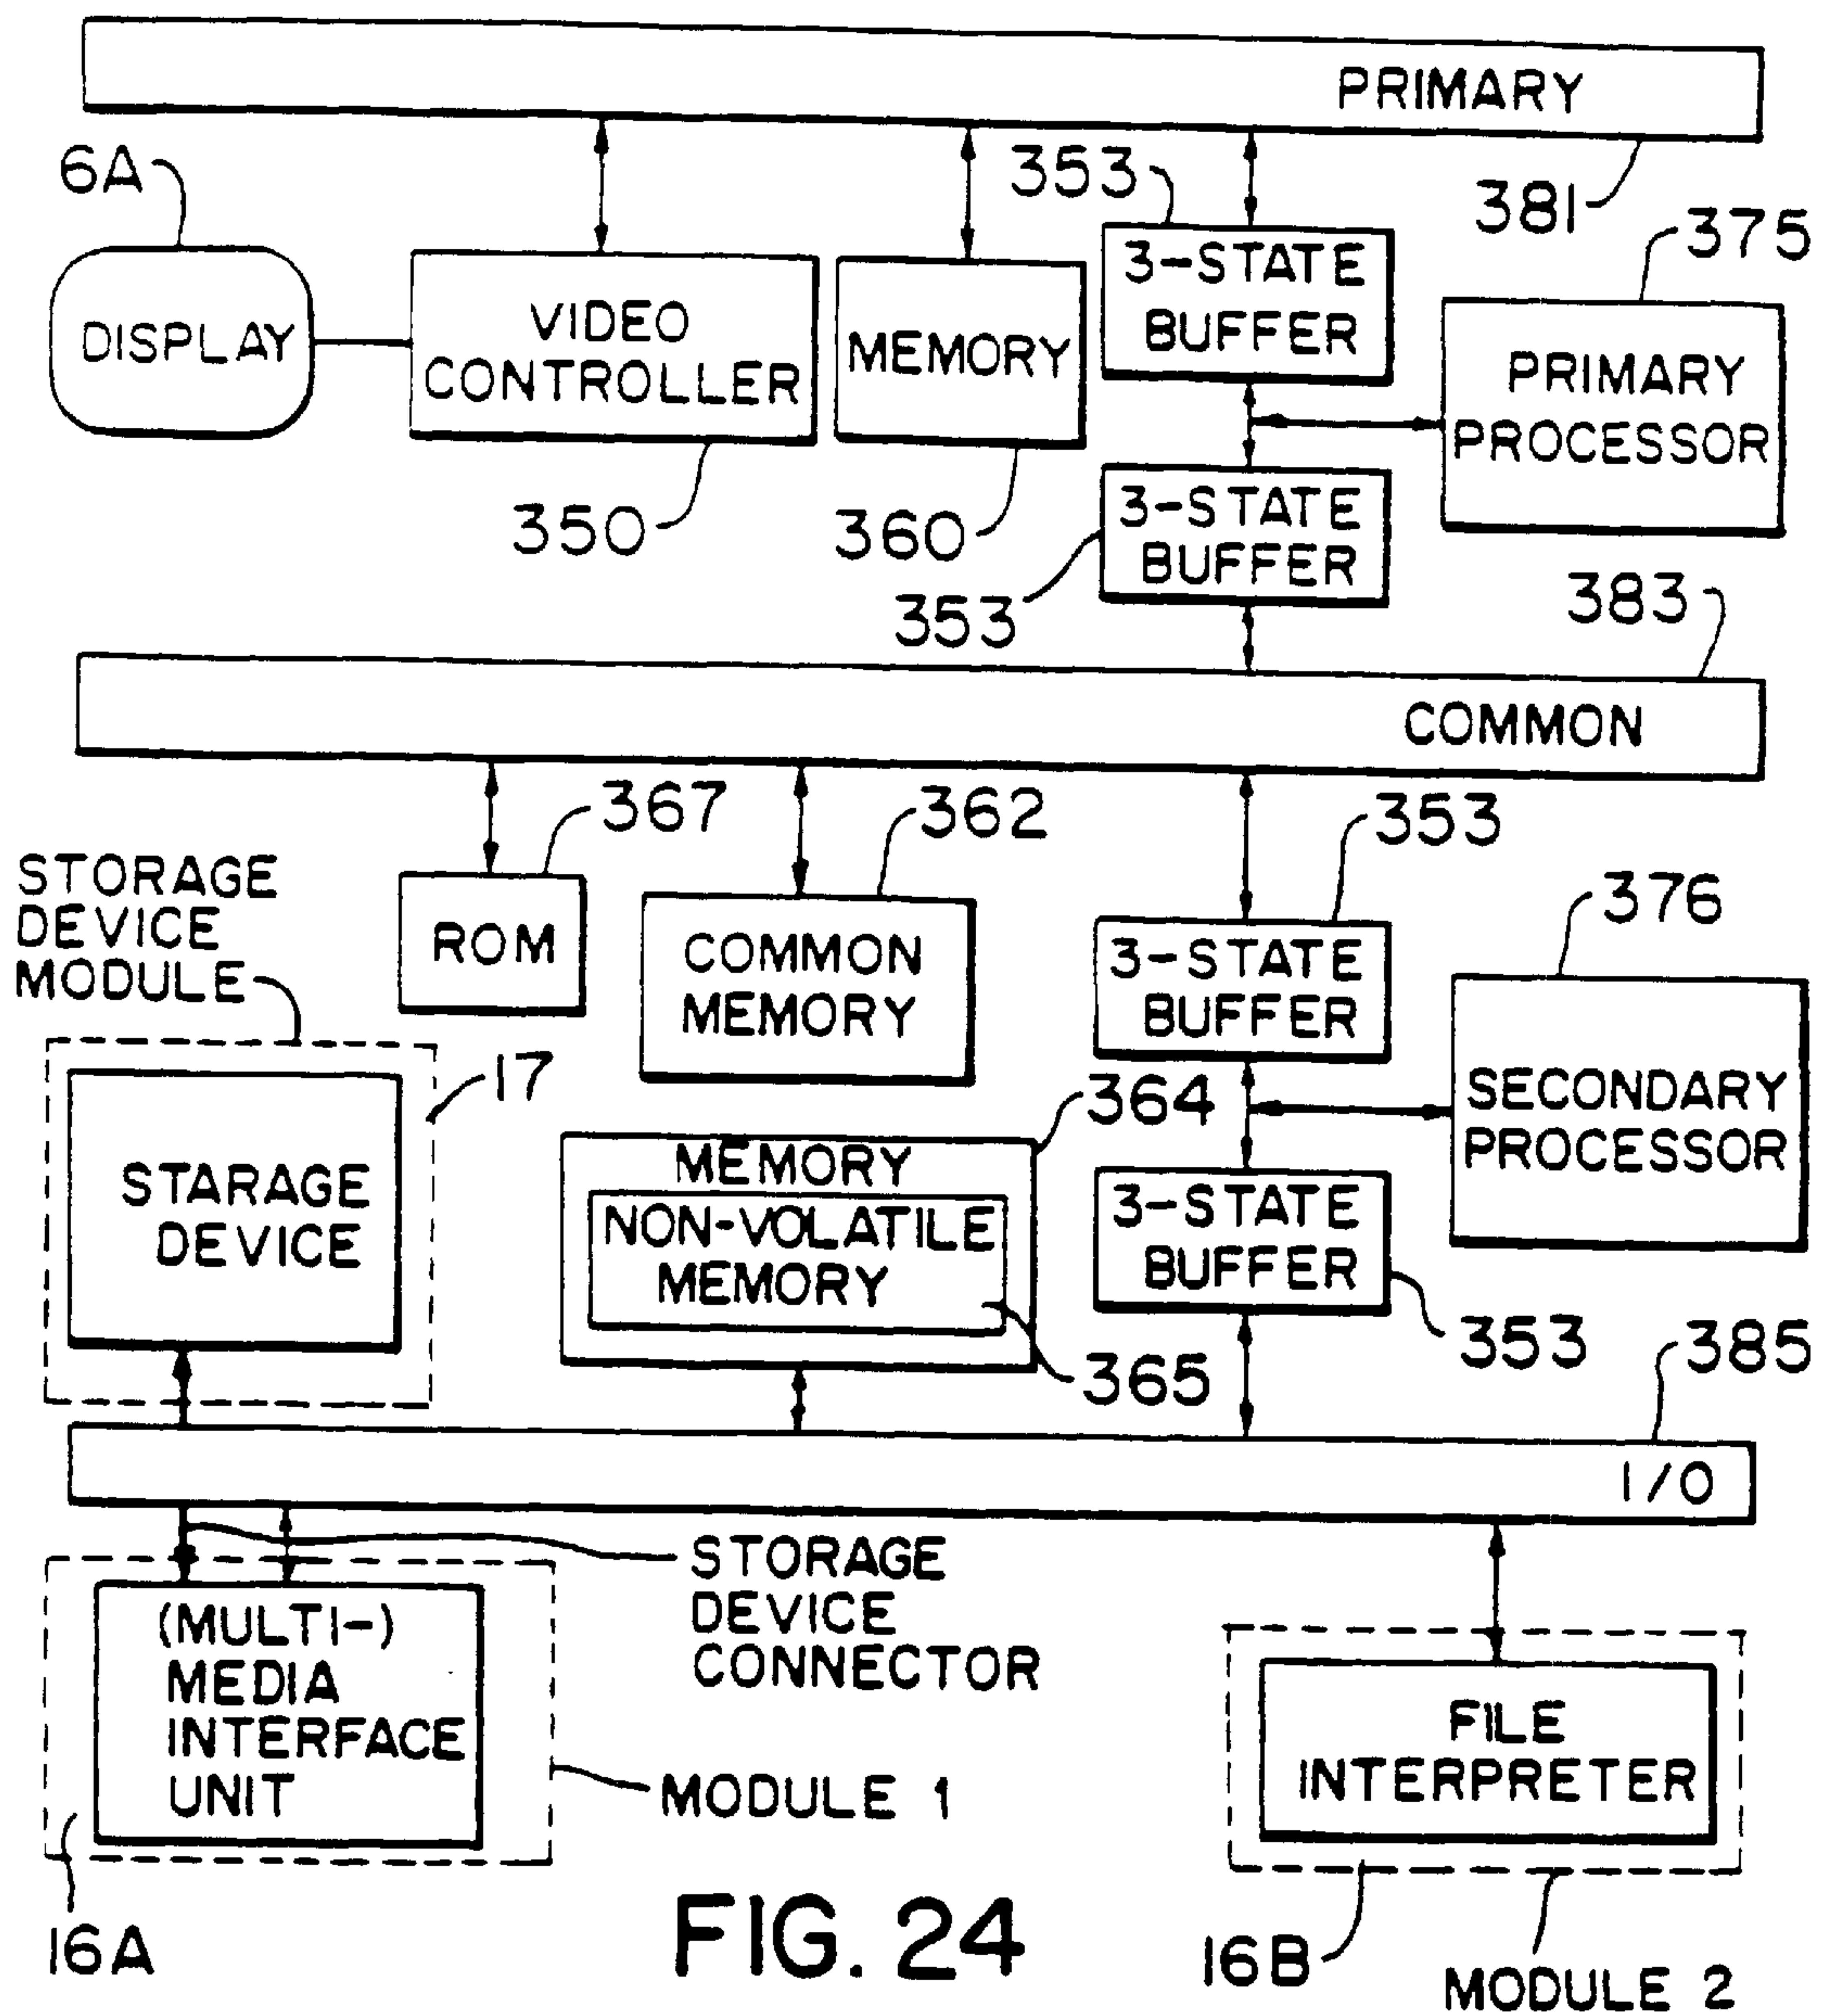 PRIMARY
6A
353
381
375
DISPLAY
VIDEO
CONTROLLER
MEMORY
3-STATE
BUFFER
PRIMARY
PROCESSOR
350
360
3-STATE
BUFFER
353
383
COMMON
367
362
353
376
STORAGE
DEVICE
MODULE
ROM
COMMON
MEMORY
3-STATE
BUFFER
17
364
SECONDARY
PROCESSOR
STARAGE
DEVICE
MEMORY
NON-VOLATILE
MEMORY
3-STATE
BUFFER
365
353
385
I/O
STORAGE
DEVICE
CONNECTOR
(MULTI-)
MEDIA
INTERFACE
UNIT
MODULE 1
FILE
INTERPRETER
16A
FIG. 24
16B
MODULE 2